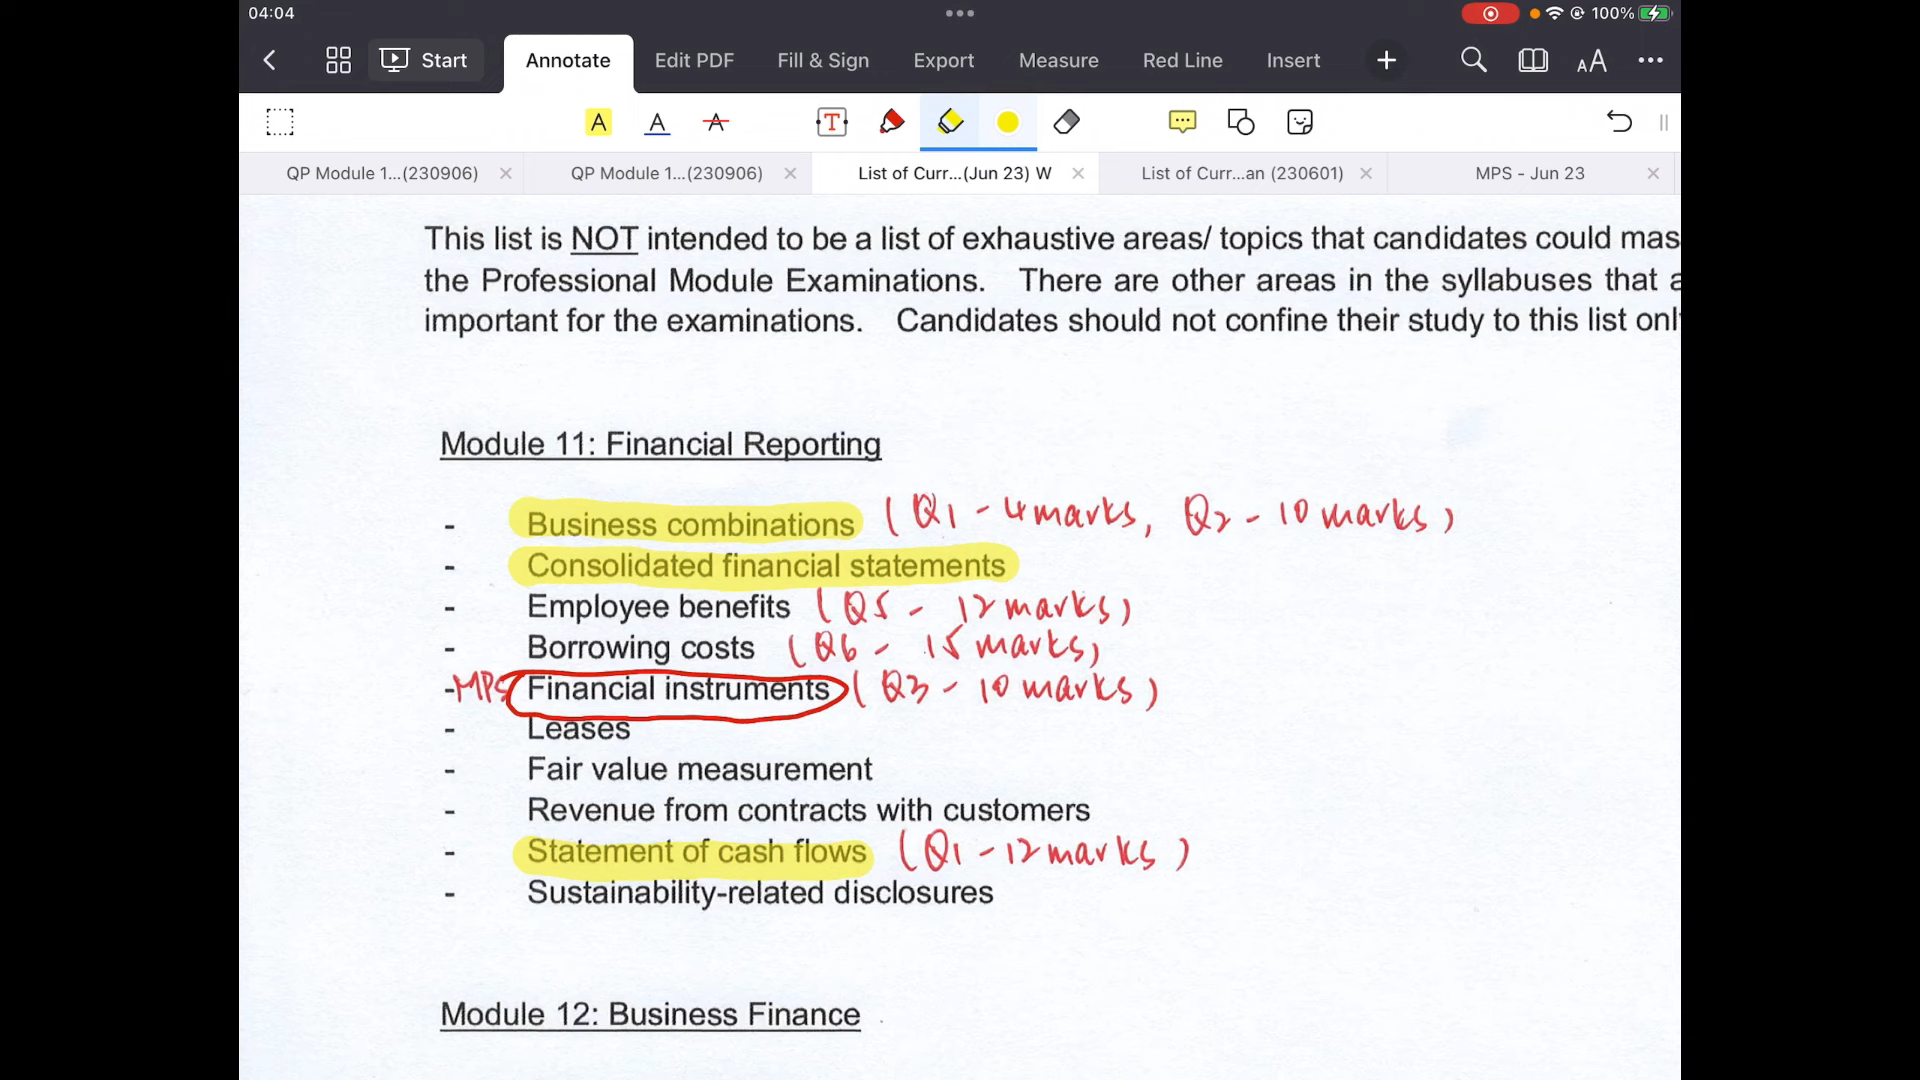 04:04
100%
Start Annotate Edit PDF Fill & Sign Export Measure Red Line Insert
QP Module 1...(230906) QP Module 1...(230906) List of Curr...(Jun 23) W List of Curr...an (230601) MPS - Jun 23
This list is NOT intended to be a list of exhaustive areas/ topics that candidates could mas
the Professional Module Examinations. There are other areas in the syllabuses that a
important for the examinations. Candidates should not confine their study to this list onl
Module 11: Financial Reporting
- Business combinations (Q1 - 4 marks, Q2 - 10 marks)
- Consolidated financial statements
- Employee benefits (Q5 - 12 marks)
- Borrowing costs (Q6 - 15 marks)
- MPS Financial instruments (Q3 - 10 marks)
- Leases
- Fair value measurement
- Revenue from contracts with customers
- Statement of cash flows (Q1 - 12 marks)
- Sustainability-related disclosures
Module 12: Business Finance